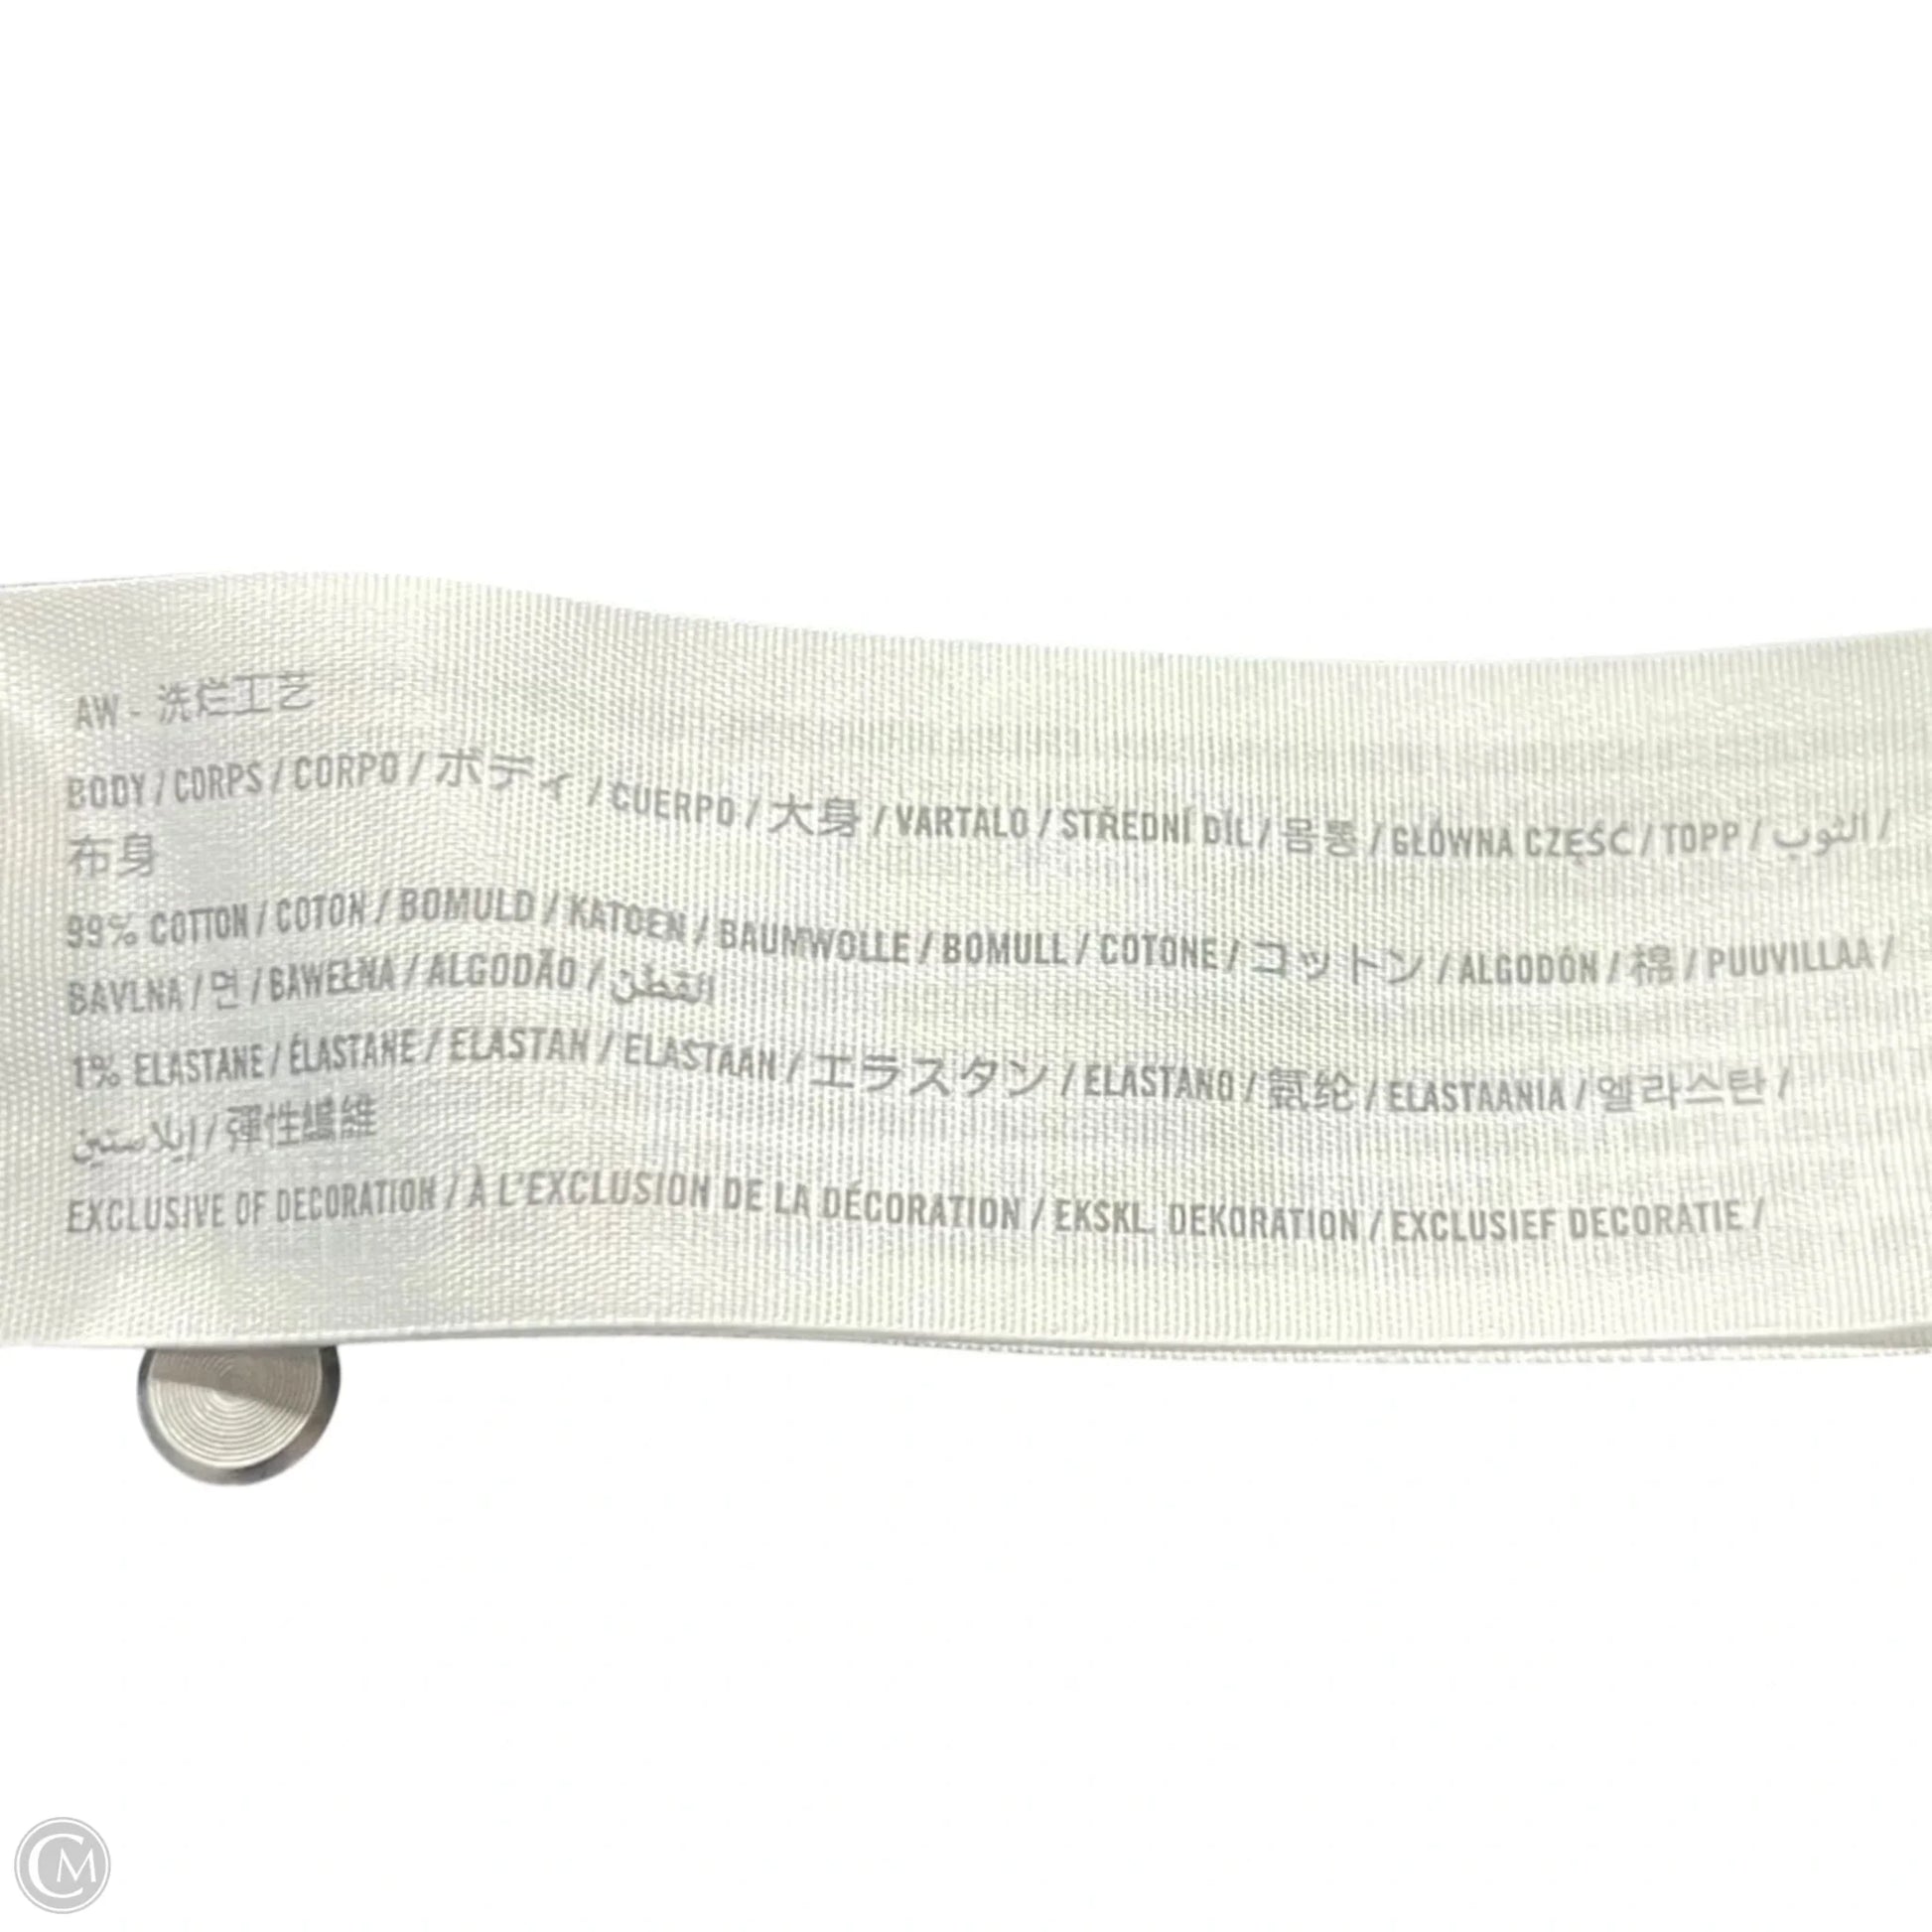 AW - 洗烂工艺
BODY / CORPS / CORPO / ボディ / CUERPO / 大身 / VARTALO / STŘEDNÍ DÍL / 몸통 / GŁÓWNA CZĘŚĆ / TOPP / الثوب /
布身
99% COTTON / COTON / BOMULD / KATOEN / BAUMWOLLE / BOMULL / COTONE / コットン / ALGODÓN / 棉 / PUUVILLAA /
BAVLNA / 면 / BAWEŁNA / ALGODÃO / القطن
1% ELASTANE / ÉLASTANE / ELASTAN / ELASTAAN / エラスタン / ELASTANO / 氨纶 / ELASTAANIA / 엘라스탄 /
إيلاستين / 彈性纖維
EXCLUSIVE OF DECORATION / À L'EXCLUSION DE LA DÉCORATION / EKSKL. DEKORATION / EXCLUSIEF DECORATIE /
CM